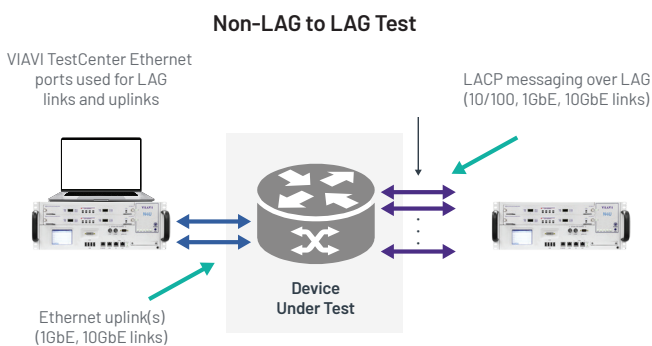 Non-LAG to LAG Test
VIAVI TestCenter Ethernet
ports used for LAG
links and uplinks
LACP messaging over LAG
(10/100, 1GbE, 10GbE links)
Device
Under Test
Ethernet uplink(s)
(1GbE, 10GbE links)